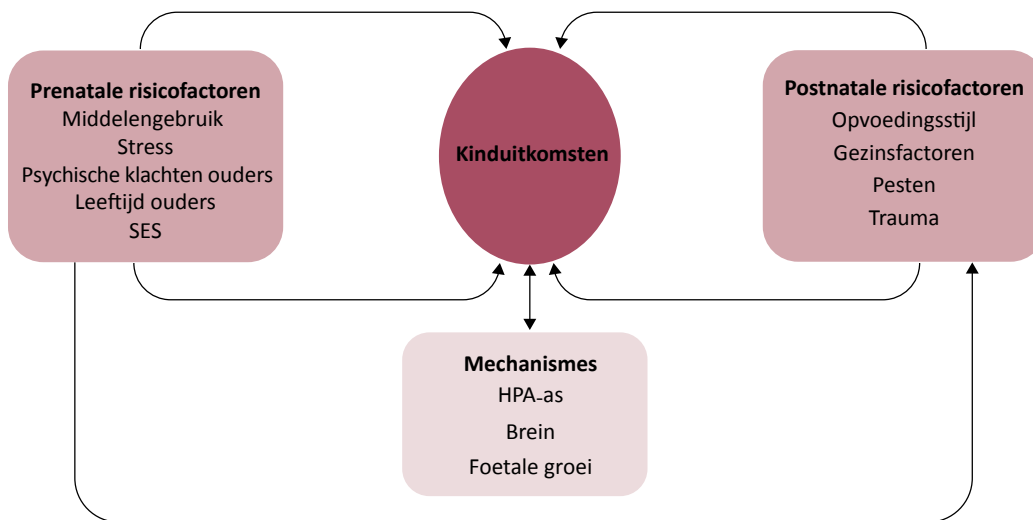 Prenatale risicofactoren
Middelengebruik
Stress
Psychische klachten ouders
Leeftijd ouders
SES
Kinduitkomsten
Postnatale risicofactoren
Opvoedingsstijl
Gezinsfactoren
Pesten
Trauma
Mechanismes
HPA-as
Brein
Foetale groei